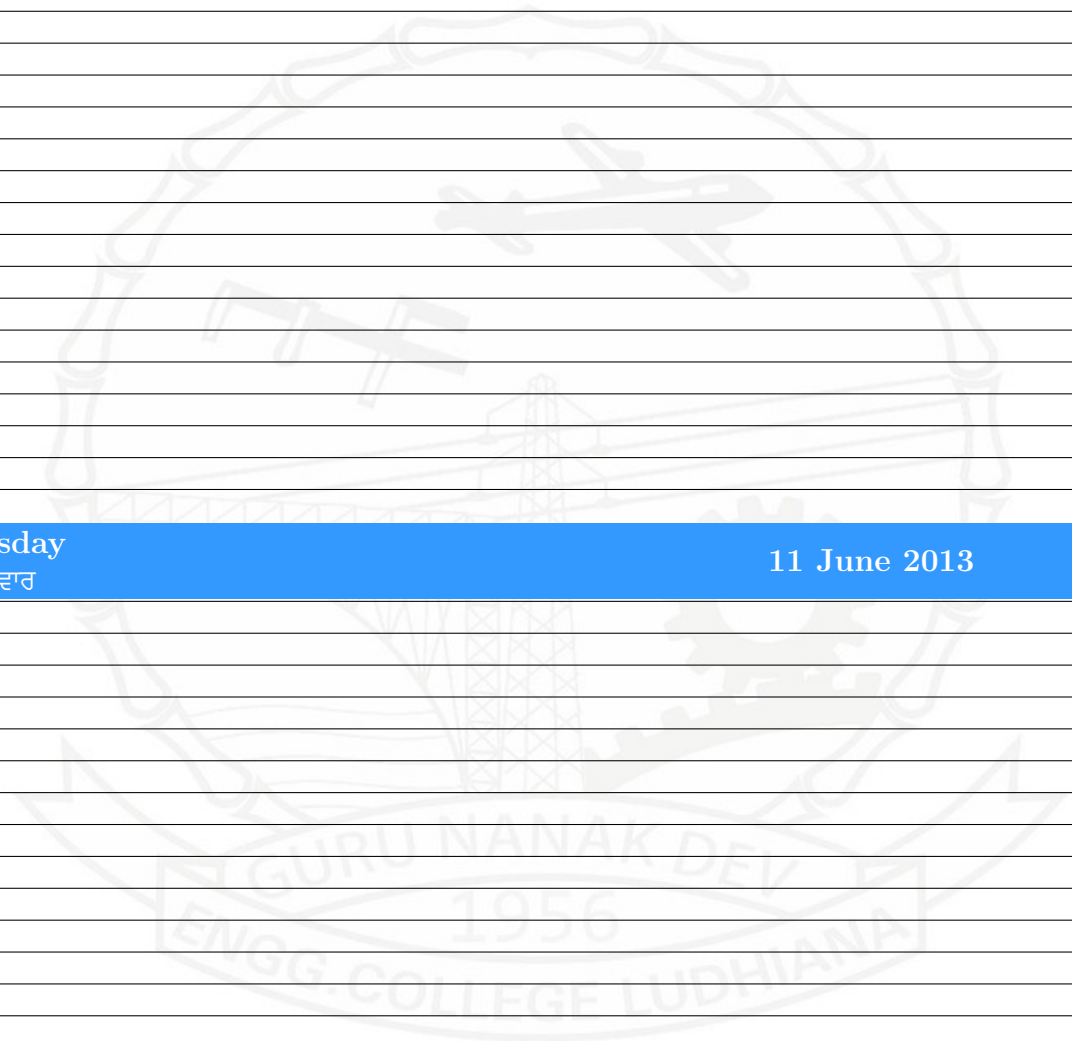 sday
ਵਾਰ
11 June 2013
GURU NANAK DEV
1956
ENGG. COLLEGE LUDHIANA